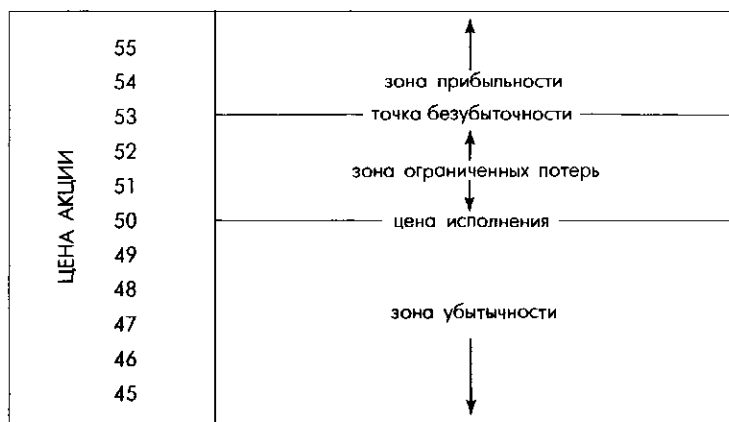 ЦЕНА АКЦИИ
55
54 зона прибыльности
53 точка безубыточности
52
зона ограниченных потерь
51
50 цена исполнения
49
48
47 зона убытычности
46
45